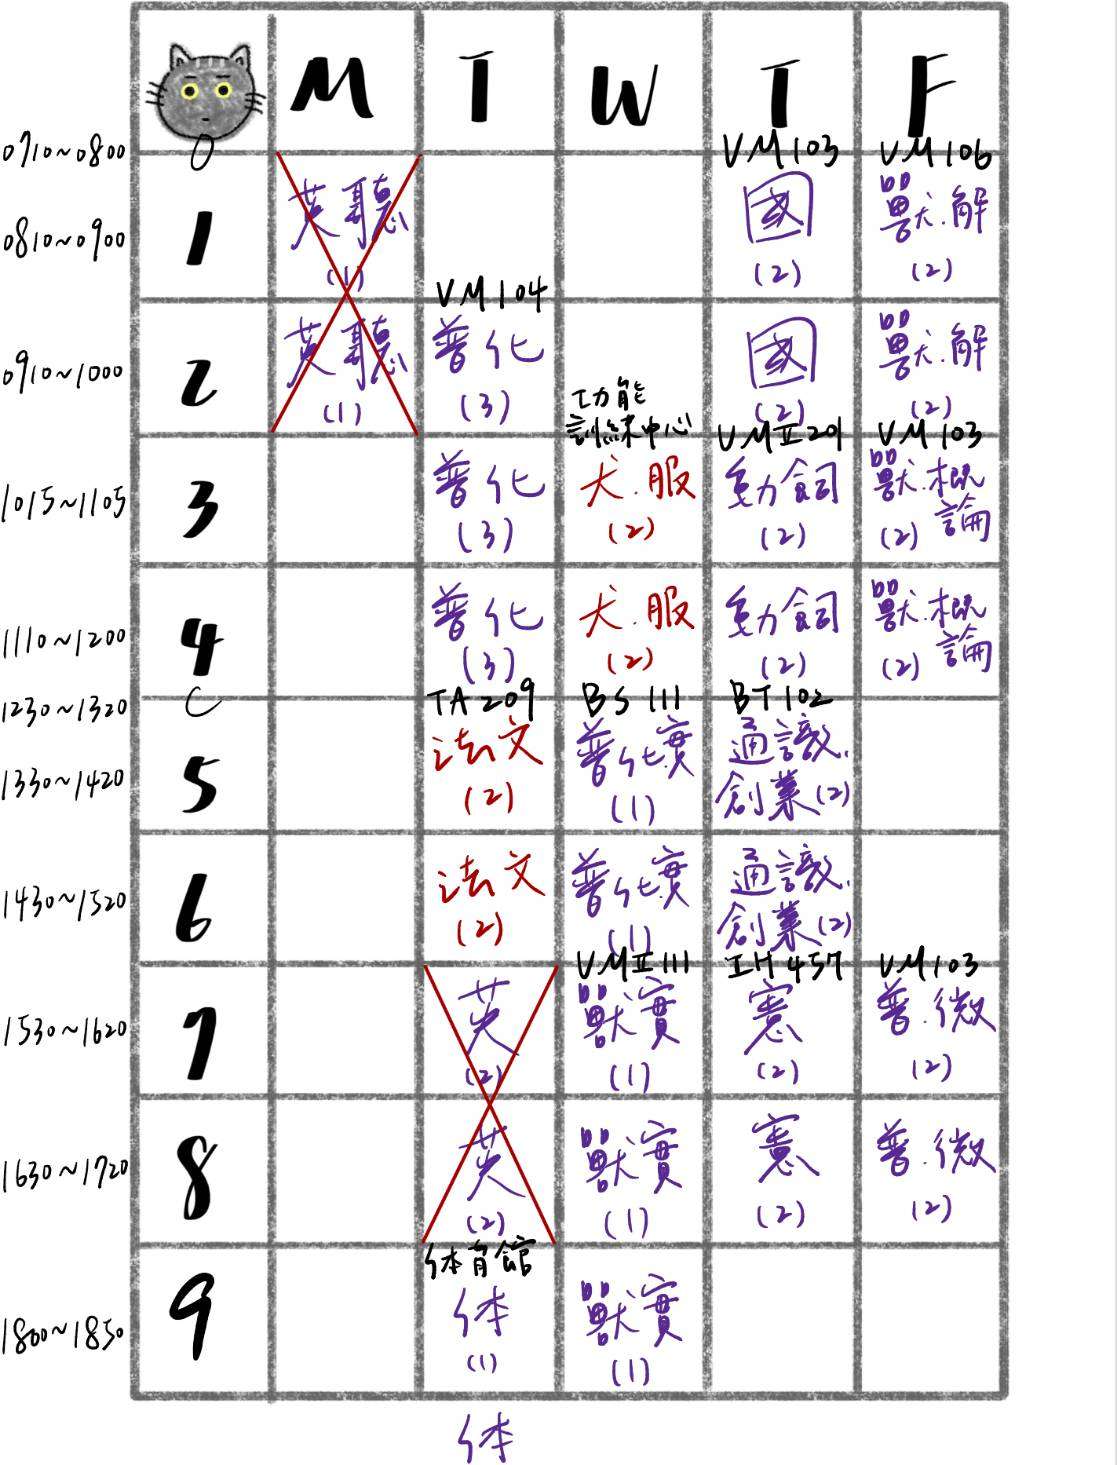 M T W T F
0710~0800 0 VM103 VM106
1 英聽 國 獸.解
0810~0900 (1) (2) (2)
VM104
2 英聽 普化 國 獸.解
0910~1000 (1) (3) (2) (2)
功能
訓練中心 VMⅡ201 VM103
3 普化 犬.服 動飼 獸.概
1015~1105 (3) (2) (2) (2) 論
4 普化 犬.服 動飼 獸.概
1110~1200 (3) (2) (2) (2) 論
1230~1320 C TA209 BS111 BT102
5 法文 普化實 通識.
1330~1420 (2) (1) 創業(2)
6 法文 普化實 通識.
1430~1520 (2) (1) 創業(2)
VMⅡ111 IH457 VM103
7 英 獸實 憲 普.微
1530~1620 (2) (1) (2) (2)
8 英 獸實 憲 普.微
1630~1720 (2) (1) (2) (2)
体育館
9 体 獸實
1800~1850 (1) (1)
体